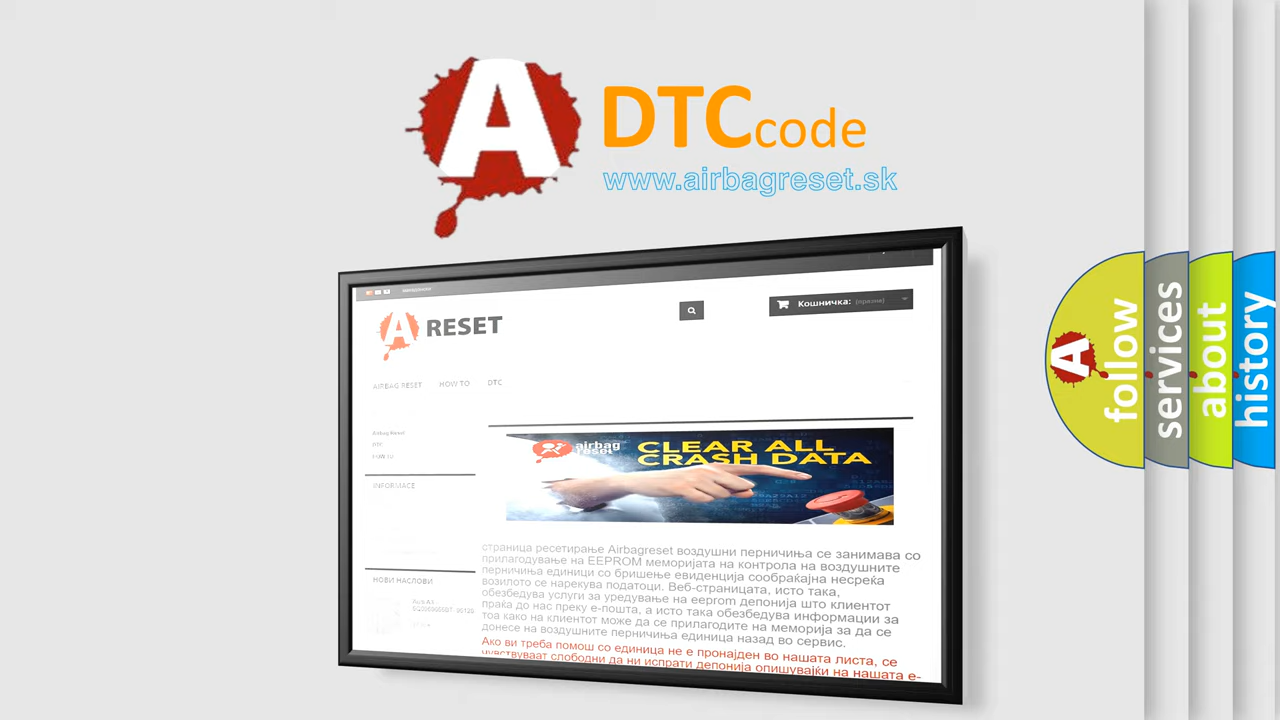 A DTC code
www.airbagreset.sk
Кошничка: (празно)
A RESET
AIRBAG RESET HOW TO DTC
Airbag Reset
DTC
HOW TO
INFORMACE
airbag
reset
CLEAR ALL
CRASH DATA
страница ресетирање Airbagreset воздушни перничиња се занимава со
прилагодување на EEPROM меморијата на контрола на воздушните
перничиња единици со бришење евиденција сообраќајна несреќа
возилото се нарекува податоци. Веб-страницата, исто така,
обезбедува услуги за уредување на eeprom депонија што клиентот
праќа до нас преку е-пошта, а исто така обезбедува информации за
тоа како на клиентот може да се прилагодите на меморија за да се
донесе на воздушните перничиња единица назад во сервис.
Ако ви треба помош со единица не е пронајден во нашата листа, се
чувствуваат слободни да ни испрати депонија опишувајќи на нашата е-
НОВИ НАСЛОВИ
A follow
services
about
history